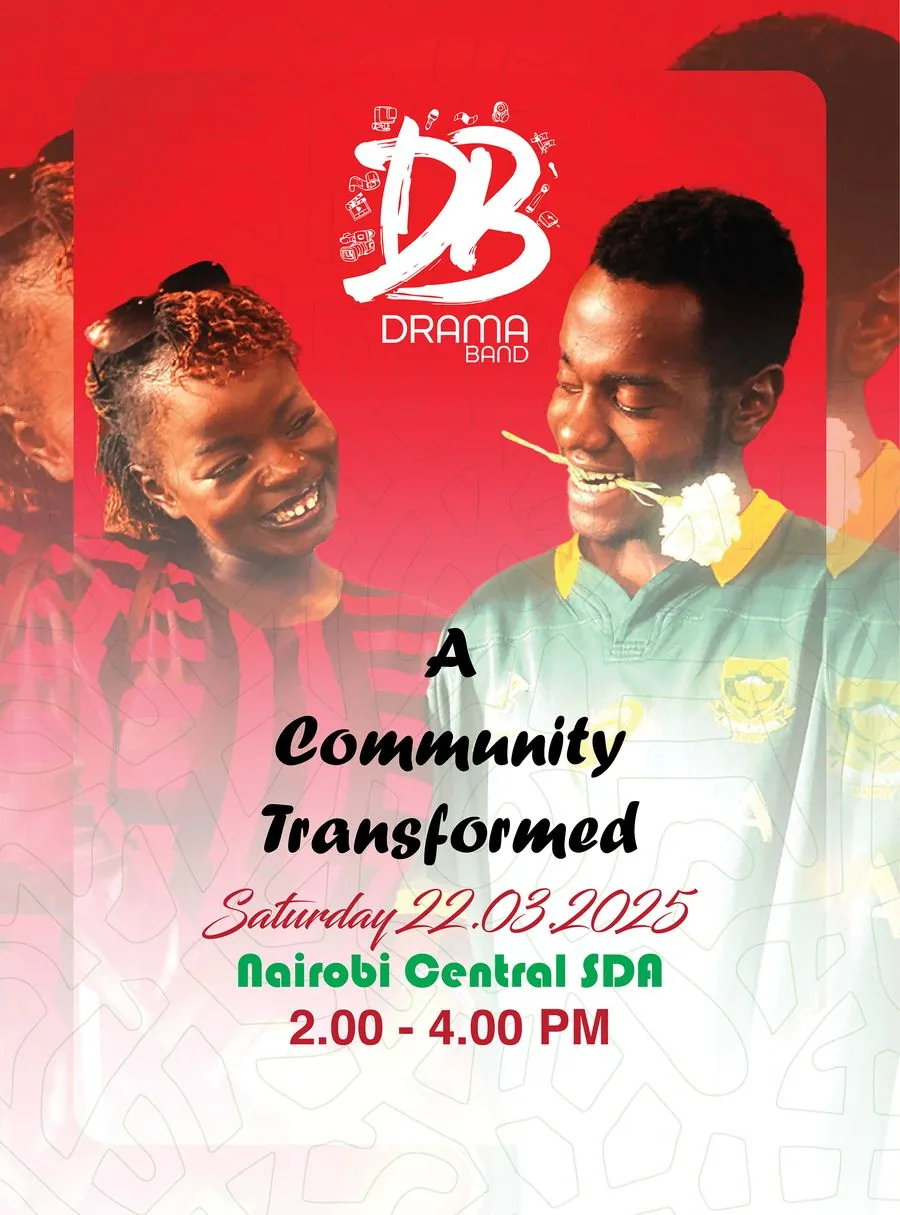 DB
DRAMA
BAND
A
Community
Transformed
Saturday 22.03.2025
Nairobi Central SDA
2.00 - 4.00 PM